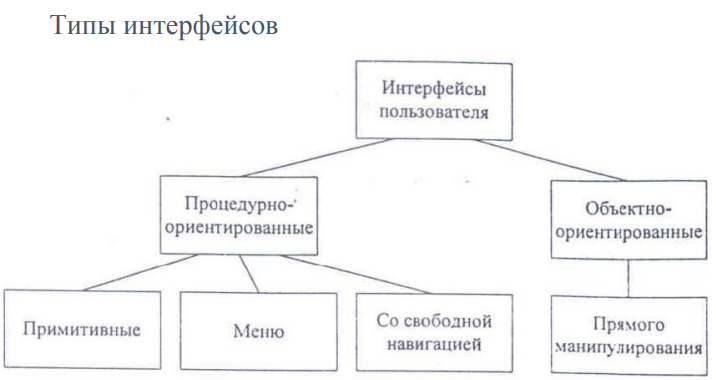 Типы интерфейсов
Интерфейсы
пользователя
Процедурно-
ориентированные
Объектно-
ориентированные
Примитивные
Меню
Со свободной
навигацией
Прямого
манипулирования